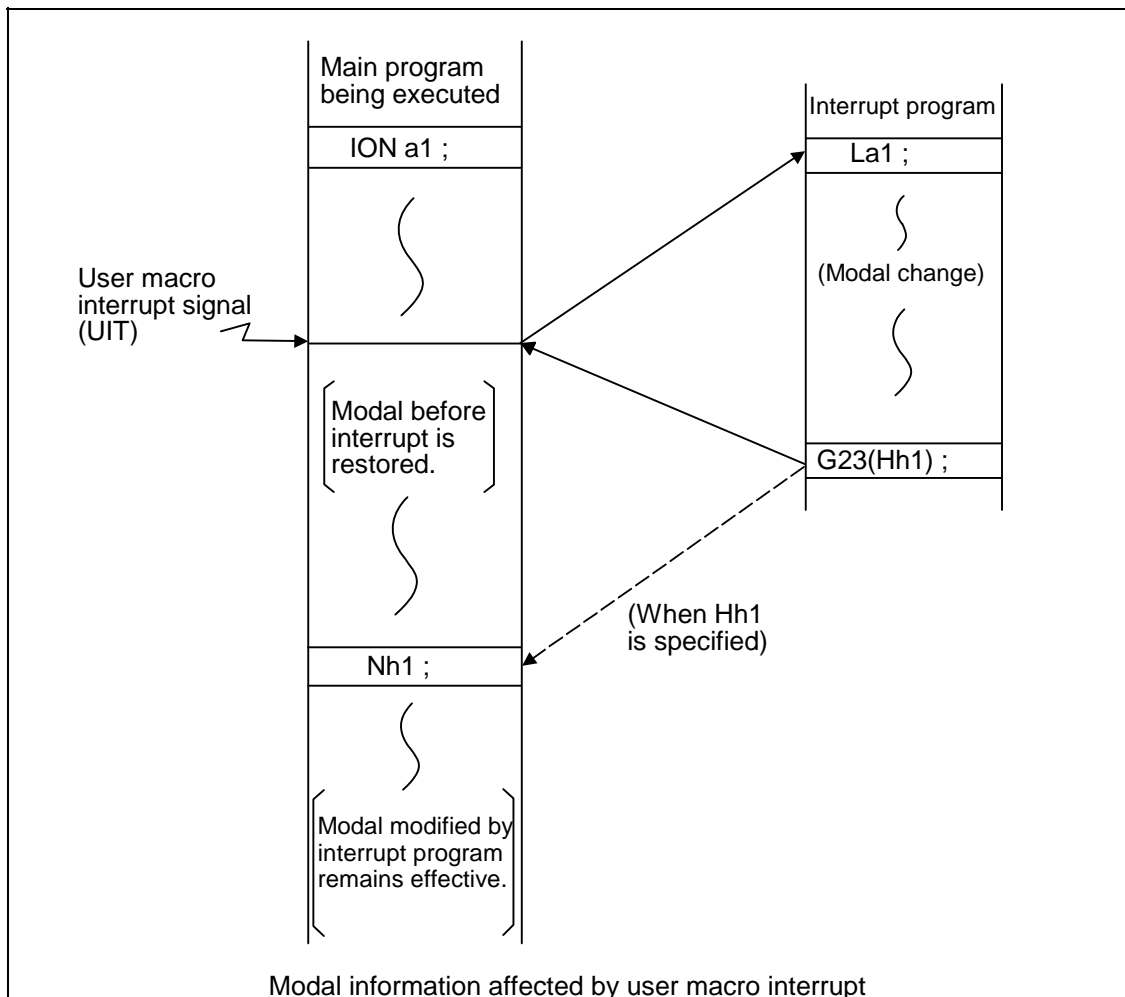 Main program
being executed
ION a1 ;
User macro
interrupt signal
(UIT)
Modal before
interrupt is
restored.
Nh1 ;
Modal modified by
interrupt program
remains effective.
Interrupt program
La1 ;
(Modal change)
G23(Hh1) ;
(When Hh1
is specified)
Modal information affected by user macro interrupt